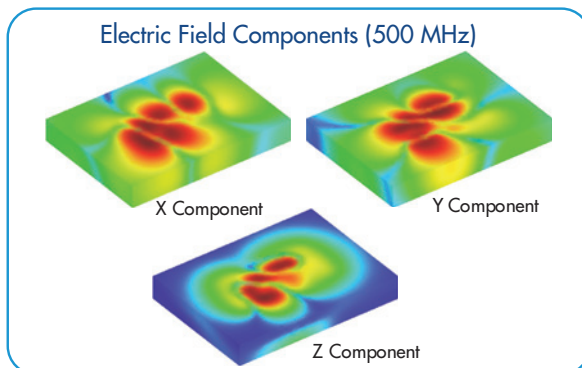 Electric Field Components (500 MHz)
X Component
Y Component
Z Component